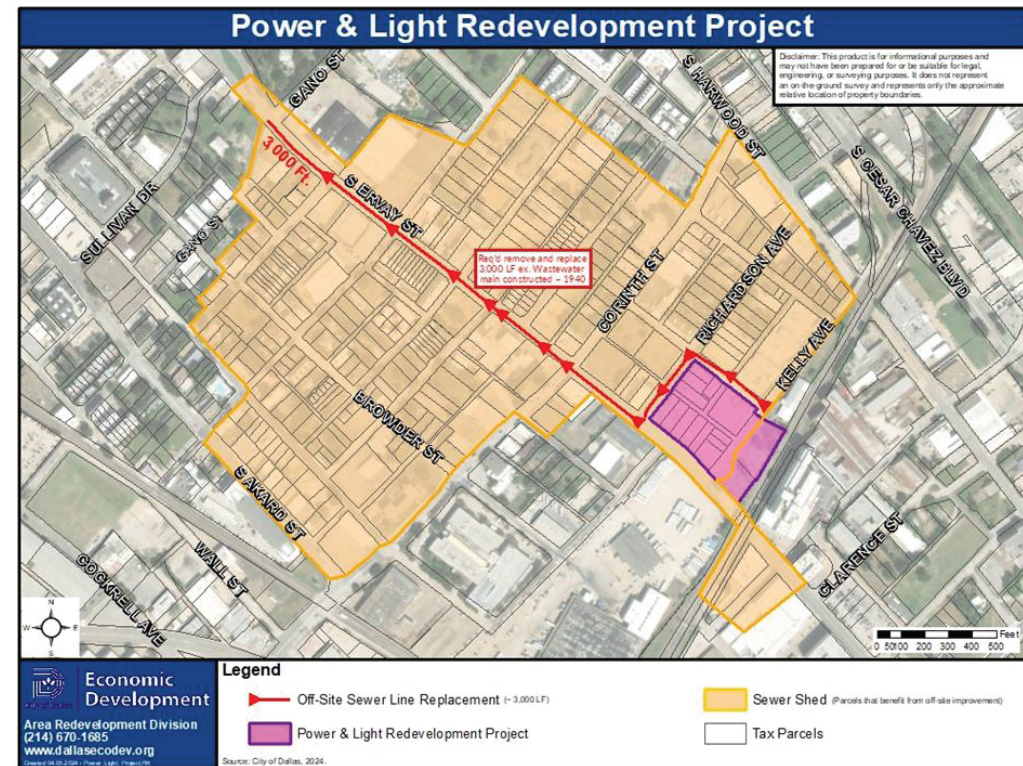 Power & Light Redevelopment Project
Disclaimer: This product is for informational purposes and
may not have been prepared for or be suitable for legal,
engineering, or surveying purposes. It does not represent
an on-the-ground survey and represents only the approximate
relative location of property boundaries.
GANO ST
S HARWOOD ST
S CESAR CHAVEZ BLVD
3,000 Ft.
S ERVAY ST
SULLIVAN DR
GANO ST
Req'd remove and replace
3,000 LF ex. Wastewater
main constructed ~ 1940
CORINTH ST
RICHARDSON AVE
KELLY AVE
BROWDER ST
S AKARD ST
WALL ST
COCKRELL AVE
CLARENCE ST
N
W E
S
Feet
0 50100 200 300 400 500
Economic
Development
Area Redevelopment Division
(214) 670-1685
www.dallasecodev.org
Legend
Off-Site Sewer Line Replacement (~ 3,000 LF)
Sewer Shed (Parcels that benefit from off-site improvement)
Power & Light Redevelopment Project
Tax Parcels
Source: City of Dallas, 2024.